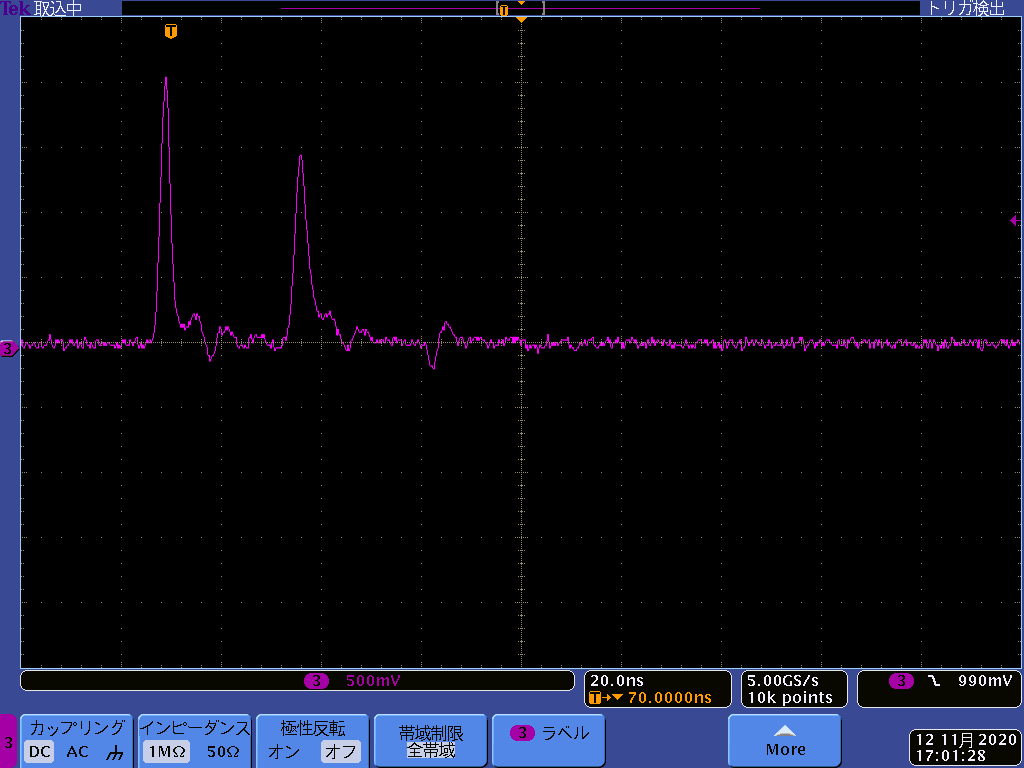 Tek 取込中
トリガ検出
T
T
3
3 500mV
20.0ns
T→▼70.0000ns
5.00GS/s
10k points
3 990mV
3
カップリング
DC AC
インピーダンス
1MΩ 50Ω
極性反転
オン オフ
帯域制限
全帯域
3 ラベル
More
12 11月 2020
17:01:28